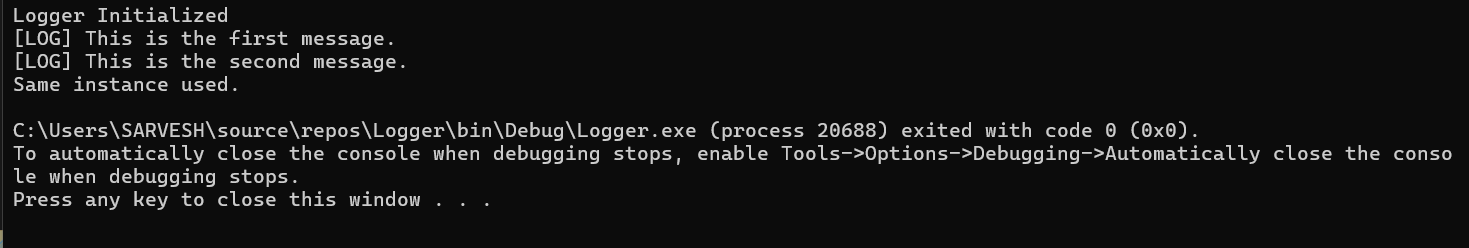 Logger Initialized
[LOG] This is the first message.
[LOG] This is the second message.
Same instance used.
C:\Users\SARVESH\source\repos\Logger\bin\Debug\Logger.exe (process 20688) exited with code 0 (0x0).
To automatically close the console when debugging stops, enable Tools->Options->Debugging->Automatically close the conso
le when debugging stops.
Press any key to close this window . . .